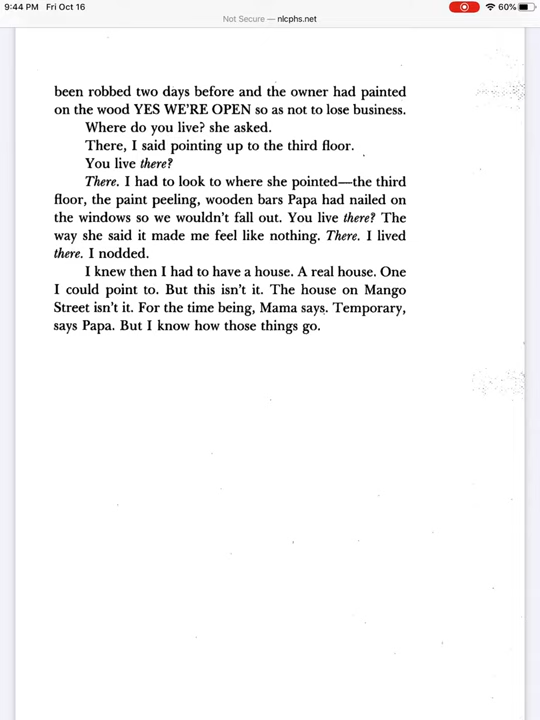 9:44 PM Fri Oct 16
60%
Not Secure — nlcphs.net
been robbed two days before and the owner had painted
on the wood YES WE'RE OPEN so as not to lose business.
Where do you live? she asked.
There, I said pointing up to the third floor.
You live there?
There. I had to look to where she pointed—the third
floor, the paint peeling, wooden bars Papa had nailed on
the windows so we wouldn't fall out. You live there? The
way she said it made me feel like nothing. There. I lived
there. I nodded.
I knew then I had to have a house. A real house. One
I could point to. But this isn't it. The house on Mango
Street isn't it. For the time being, Mama says. Temporary,
says Papa. But I know how those things go.